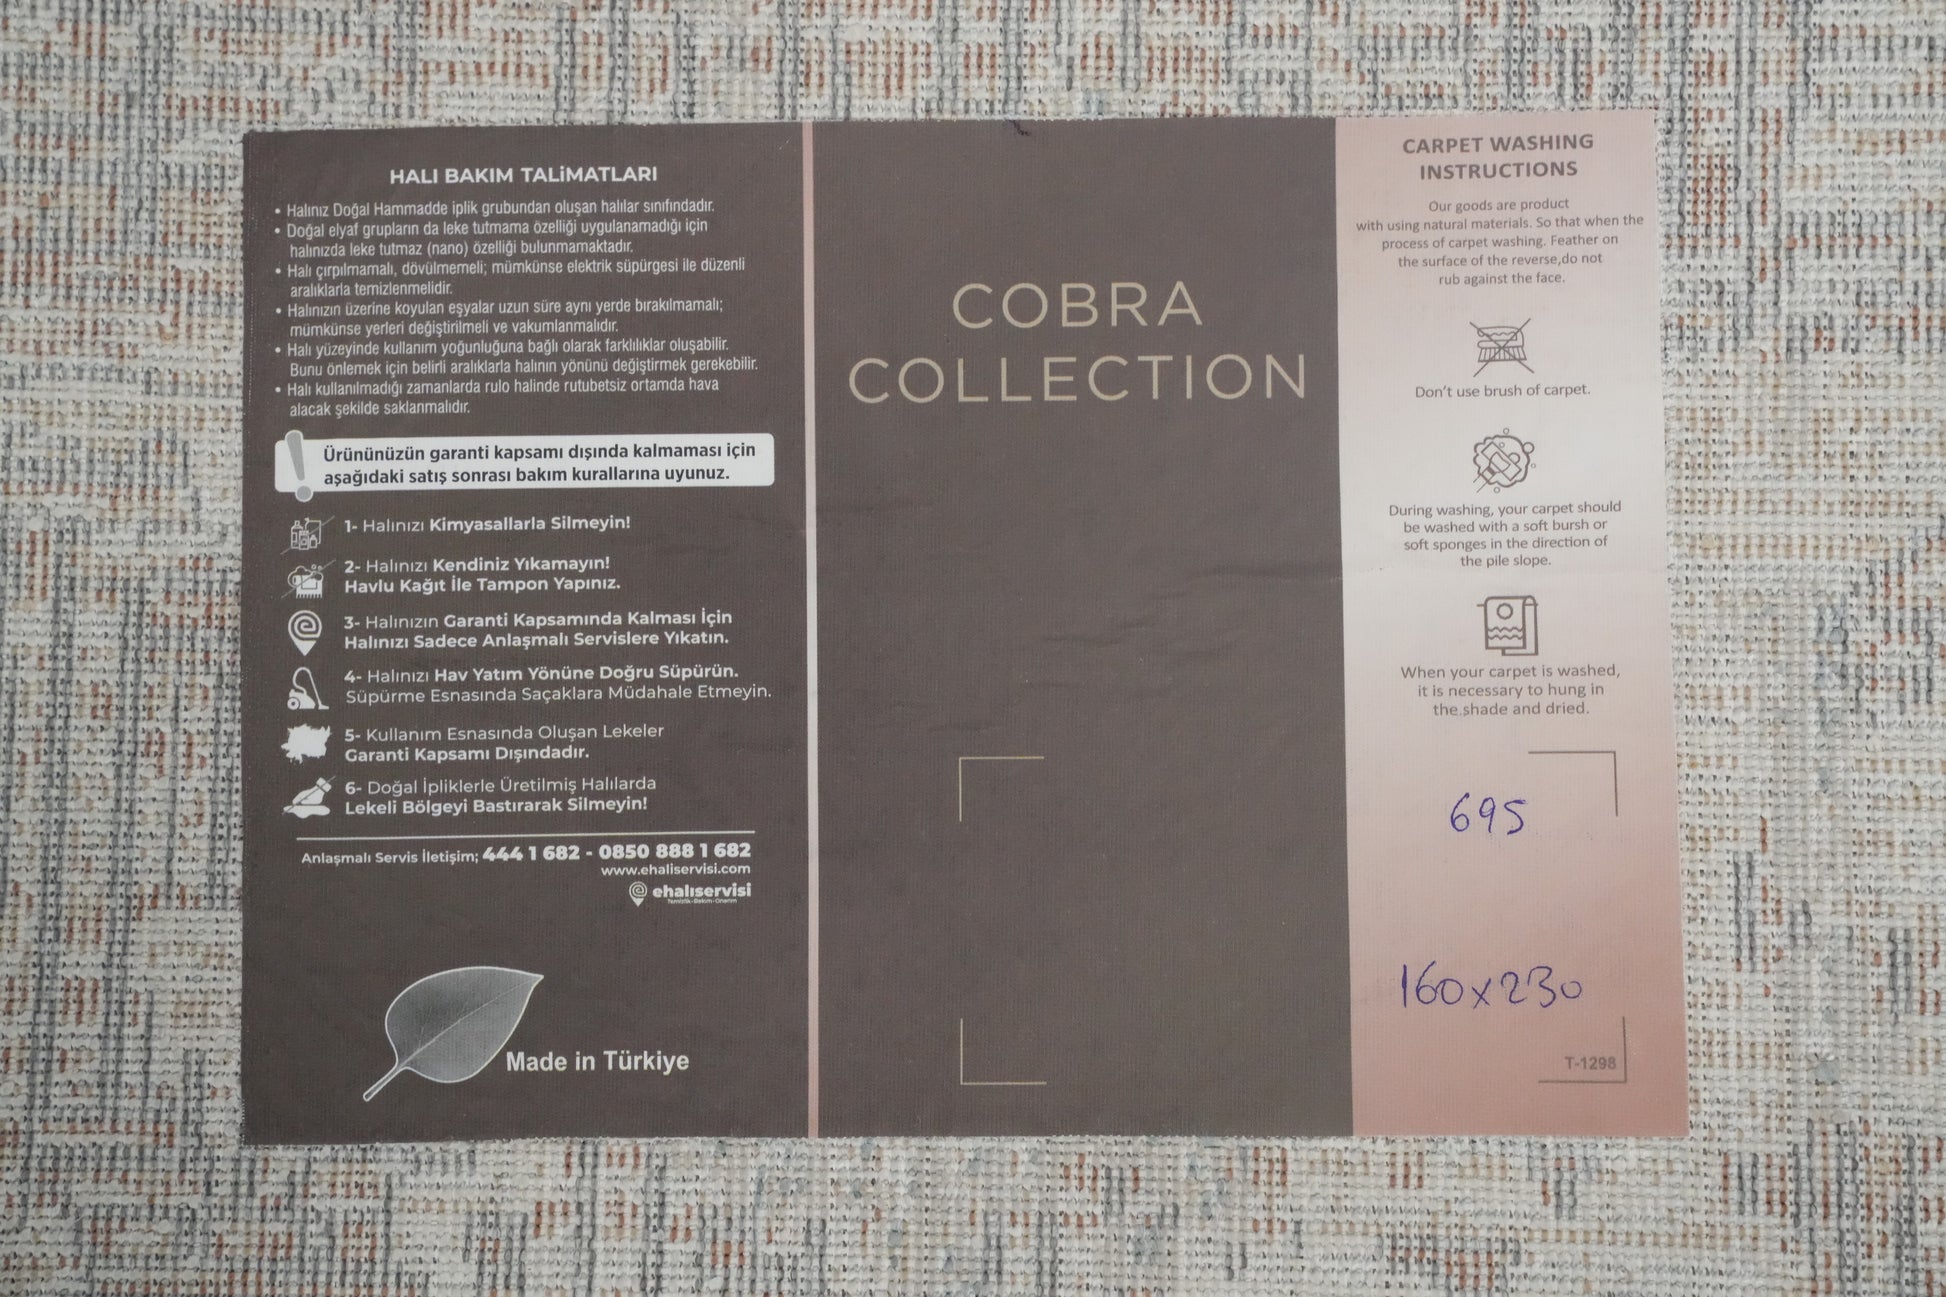 HALI BAKIM TALiMATLARI
• Halınız Doğal Hammadde iplik grubundan oluşan halılar sınıfındadır.
• Doğal elyaf grupların da leke tutmama özelliği uygulanamadığı için
halınızda leke tutmaz (nano) özelliği bulunmamaktadır.
• Halı çırpılmamalı, dövülmemeli; mümkünse elektrik süpürgesi ile düzenli
aralıklarla temizlenmelidir.
• Halınızın üzerine koyulan eşyalar uzun süre aynı yerde bırakılmamalı;
mümkünse yerleri değiştirilmeli ve vakumlanmalıdır.
• Halı yüzeyinde kullanım yoğunluğuna bağlı olarak farklılıklar oluşabilir.
Bunu önlemek için belirli aralıklarla halının yönünü değiştirmek gerekebilir.
• Halı kullanılmadığı zamanlarda rulo halinde rutubetsiz ortamda hava
alacak şekilde saklanmalıdır.
Ürününüzün garanti kapsamı dışında kalmaması için
aşağıdaki satış sonrası bakım kurallarına uyunuz.
1- Halınızı Kimyasallarla Silmeyin!
2- Halınızı Kendiniz Yıkamayın!
Havlu Kağıt İle Tampon Yapınız.
3- Halınızın Garanti Kapsamında Kalması İçin
Halınızı Sadece Anlaşmalı Servislere Yıkatın.
4- Halınızı Hav Yatım Yönüne Doğru Süpürün.
Süpürme Esnasında Saçaklara Müdahale Etmeyin.
5- Kullanım Esnasında Oluşan Lekeler
Garanti Kapsamı Dışındadır.
6- Doğal İpliklerle Üretilmiş Halılarda
Lekeli Bölgeyi Bastırarak Silmeyin!
Anlaşmalı Servis İletişim; 444 1 682 - 0850 888 1 682
www.ehaliservisi.com
ehalıservisi
Temizlik-Bakım-Onarım
Made in Türkiye
COBRA
COLLECTION
CARPET WASHING
INSTRUCTIONS
Our goods are product
with using natural materials. So that when the
process of carpet washing. Feather on
the surface of the reverse,do not
rub against the face.
Don't use brush of carpet.
During washing, your carpet should
be washed with a soft bursh or
soft sponges in the direction of
the pile slope.
When your carpet is washed,
it is necessary to hung in
the shade and dried.
695
160x230
T-1298